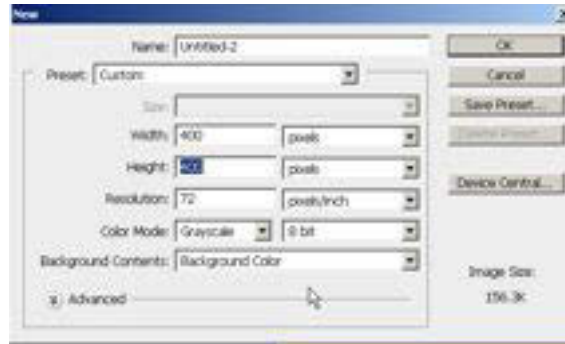 New
Name: Untitled-2
OK
Preset: Custom
Cancel
Size:
Save Preset...
Width: 400 pixels
Delete Preset...
Height: 400 pixels
Device Central...
Resolution: 72 pixels/inch
Color Mode: Grayscale 8 bit
Background Contents: Background Color
Image Size:
Advanced
156.3K